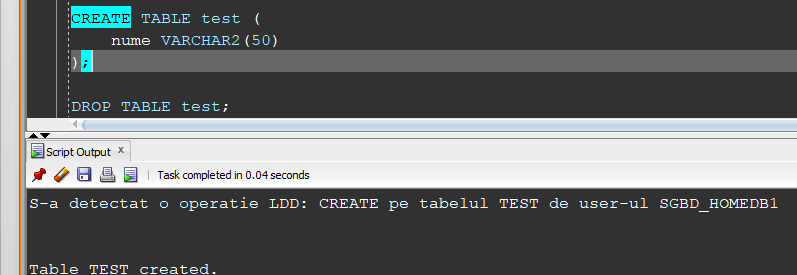 CREATE TABLE test (
nume VARCHAR2(50)
);
DROP TABLE test;
Script Output x
Task completed in 0.04 seconds
S-a detectat o operatie LDD: CREATE pe tabelul TEST de user-ul SGBD_HOMEDB1
Table TEST created.